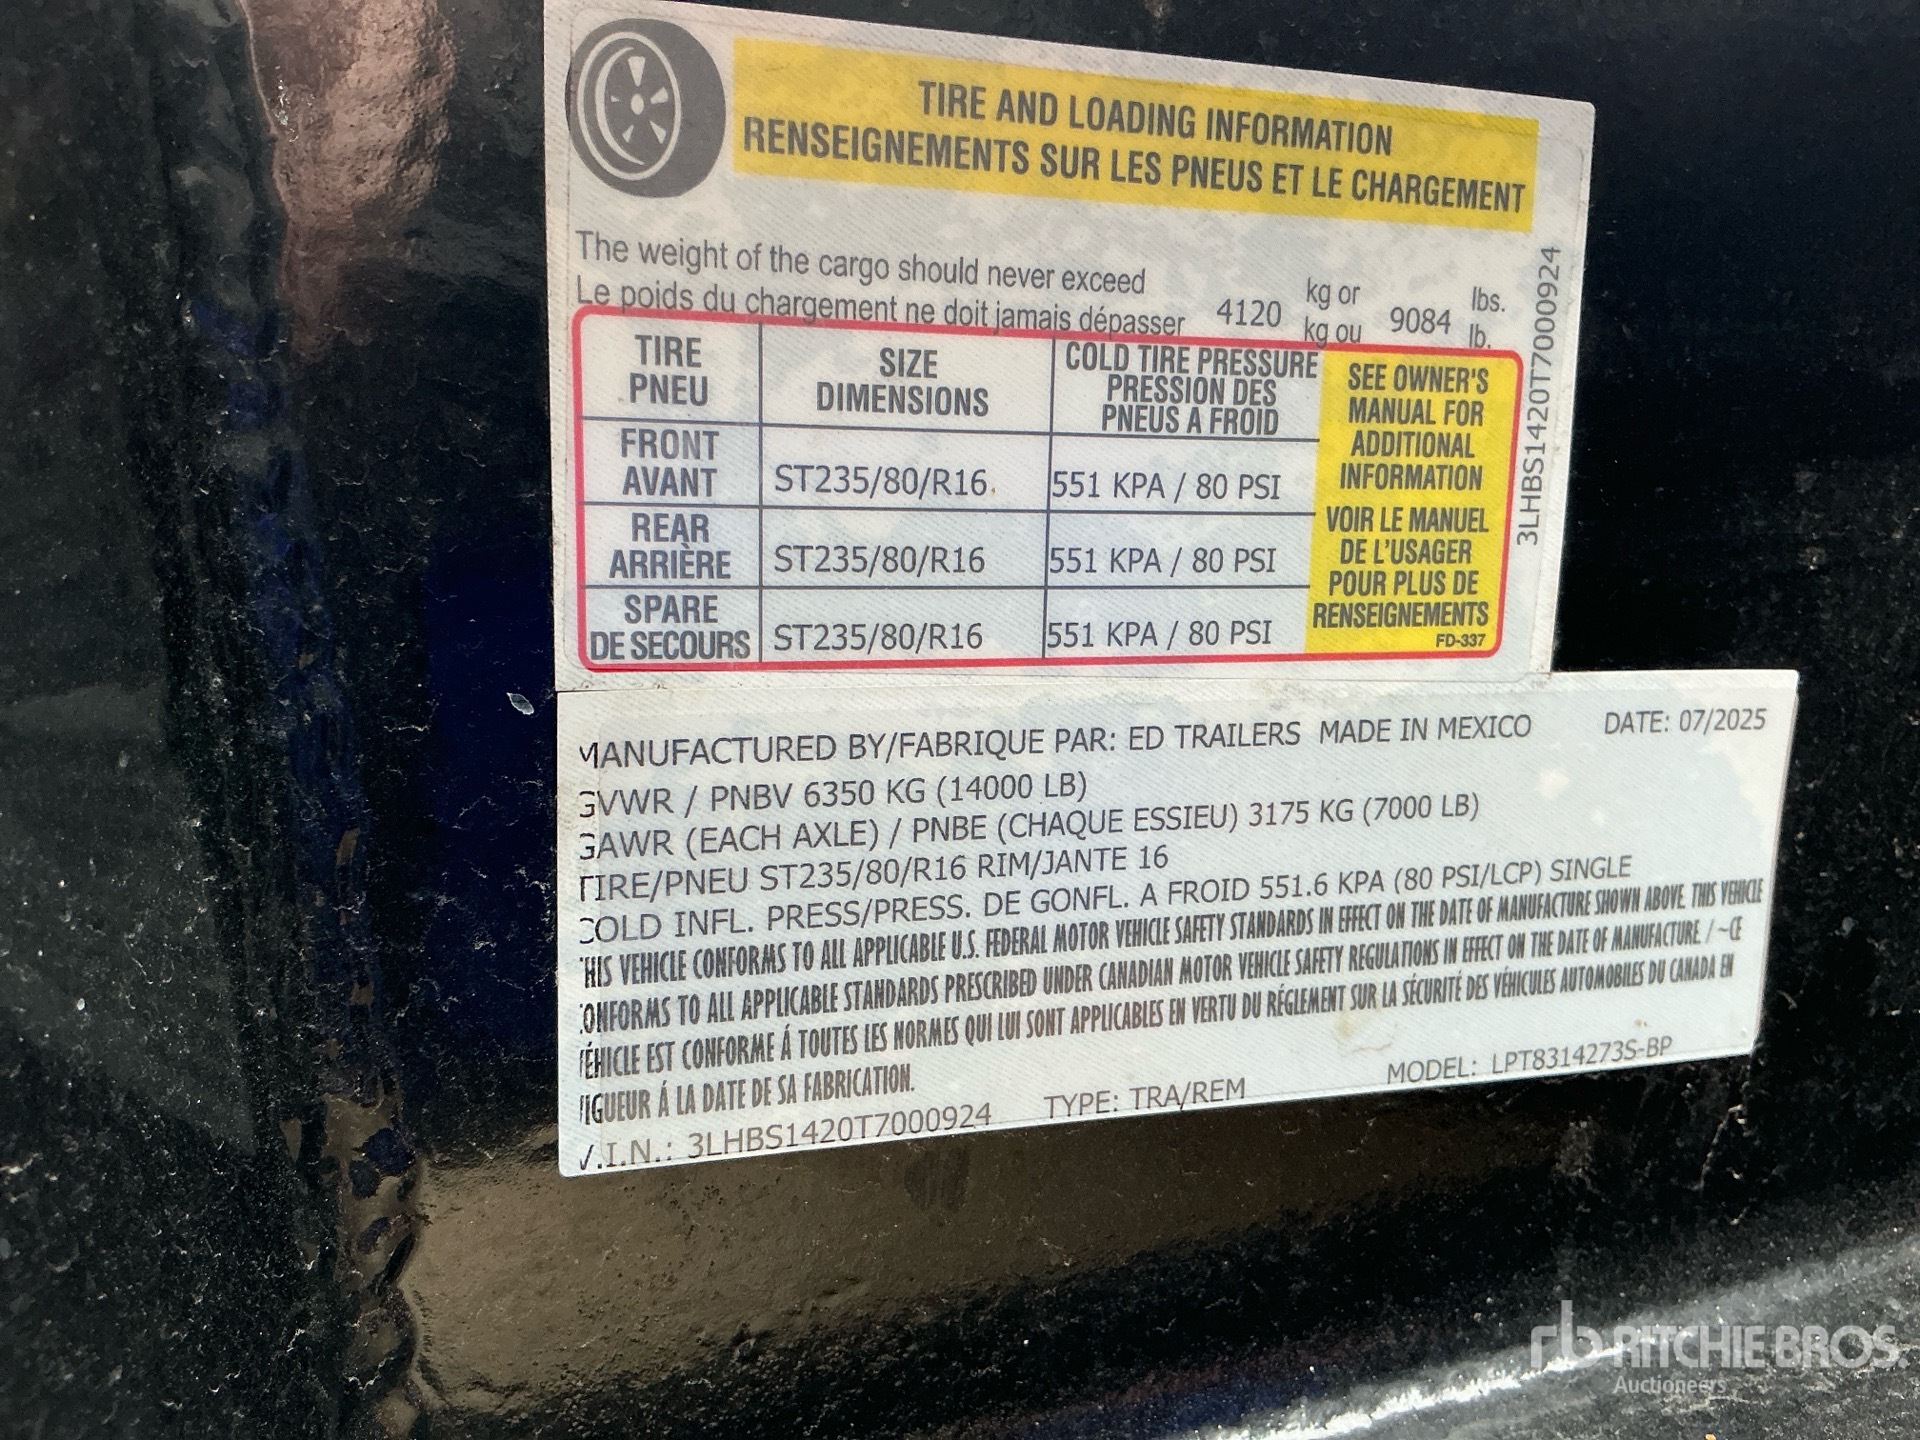 TIRE AND LOADING INFORMATION
RENSEIGNEMENTS SUR LES PNEUS ET LE CHARGEMENT
The weight of the cargo should never exceed
Le poids du chargement ne doit jamais dépasser 4120 kg or kg ou 9084 lbs. lb.
TIRE PNEU SIZE DIMENSIONS COLD TIRE PRESSURE PRESSION DES PNEUS A FROID
FRONT AVANT ST235/80/R16. 551 KPA / 80 PSI
REAR ARRIÈRE ST235/80/R16 551 KPA / 80 PSI
SPARE DE SECOURS ST235/80/R16 551 KPA / 80 PSI
SEE OWNER'S
MANUAL FOR
ADDITIONAL
INFORMATION
VOIR LE MANUEL
DE L'USAGER
POUR PLUS DE
RENSEIGNEMENTS
FD-337
3LHBS1420T7000924
MANUFACTURED BY/FABRIQUE PAR: ED TRAILERS MADE IN MEXICO DATE: 07/2025
GVWR / PNBV 6350 KG (14000 LB)
GAWR (EACH AXLE) / PNBE (CHAQUE ESSIEU) 3175 KG (7000 LB)
TIRE/PNEU ST235/80/R16 RIM/JANTE 16
COLD INFL. PRESS/PRESS. DE GONFL. A FROID 551.6 KPA (80 PSI/LCP) SINGLE
THIS VEHICLE CONFORMS TO ALL APPLICABLE U.S. FEDERAL MOTOR VEHICLE SAFETY STANDARDS IN EFFECT ON THE DATE OF MANUFACTURE SHOWN ABOVE. THIS VEHICLE
CONFORMS TO ALL APPLICABLE STANDARDS PRESCRIBED UNDER CANADIAN MOTOR VEHICLE SAFETY REGULATIONS IN EFFECT ON THE DATE OF MANUFACTURE. / ~CE
VÉHICLE EST CONFORME Á TOUTES LES NORMES QUI LUI SONT APPLICABLES EN VERTU DU RÉGLEMENT SUR LA SÉCURITÉ DES VÉHICULES AUTOMOBILES DU CANADA EN
VIGUEUR Á LA DATE DE SA FABRICATION.
V.I.N.: 3LHBS1420T7000924 TYPE: TRA/REM MODEL: LPT8314273S-BP
rb RITCHIE BROS.
Auctioneers